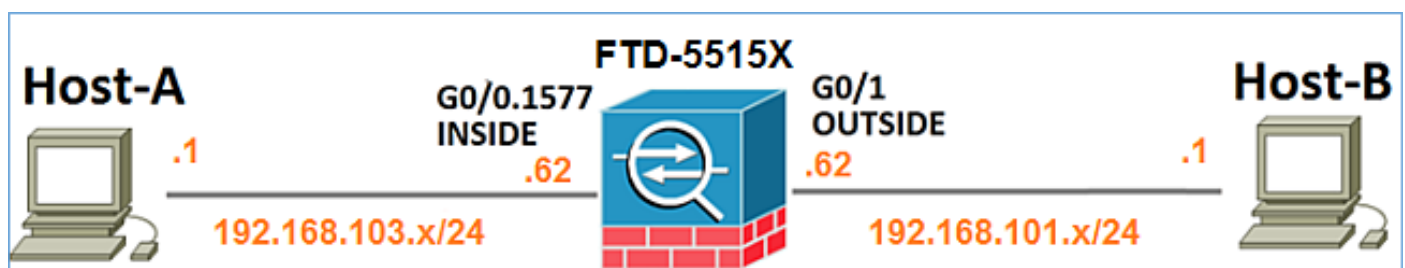 FTD-5515X
Host-A
G0/0.1577
INSIDE
G0/1
OUTSIDE
Host-B
.1
.62
.62
.1
192.168.103.x/24
192.168.101.x/24